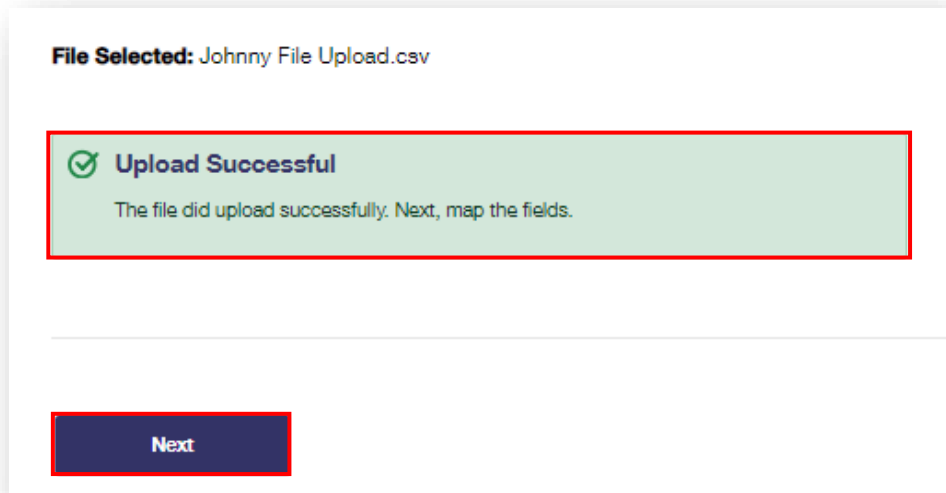 File Selected: Johnny File Upload.csv
Upload Successful
The file did upload successfully. Next, map the fields.
Next